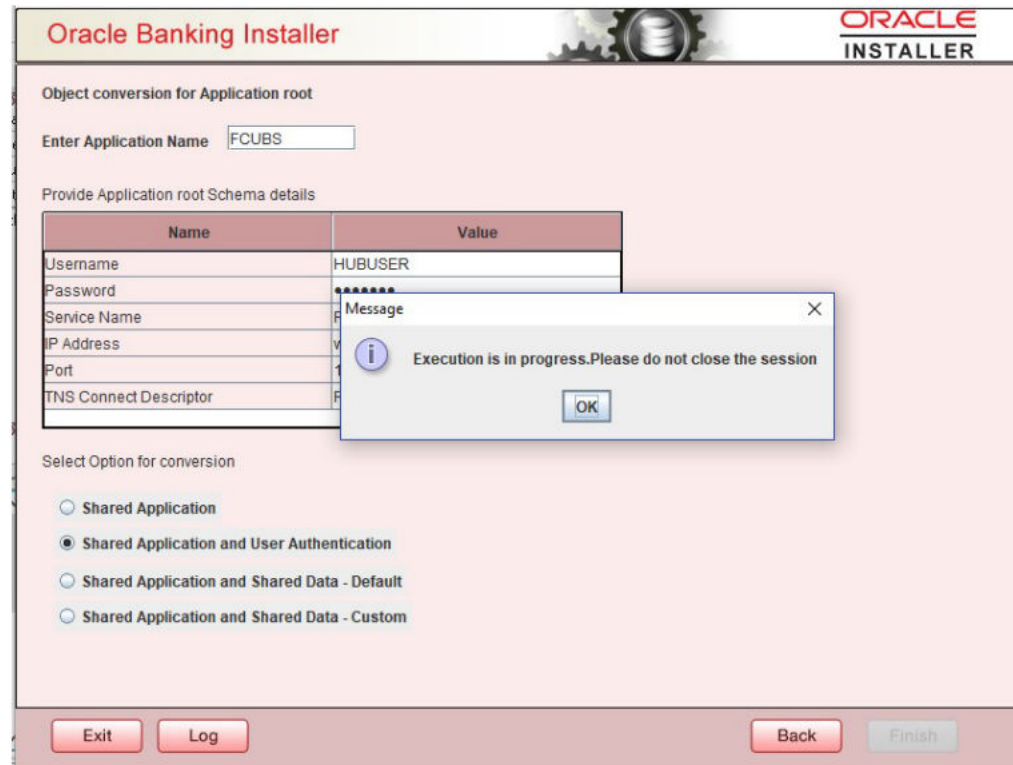 Oracle Banking Installer
ORACLE
INSTALLER
Object conversion for Application root
Enter Application Name FCUBS
Provide Application root Schema details
Name Value
Username HUBUSER
Password •••••••
Message
Service Name
IP Address
Execution is in progress.Please do not close the session
Port 1
TNS Connect Descriptor
OK
Select Option for conversion
Shared Application
Shared Application and User Authentication
Shared Application and Shared Data - Default
Shared Application and Shared Data - Custom
Exit Log Back Finish